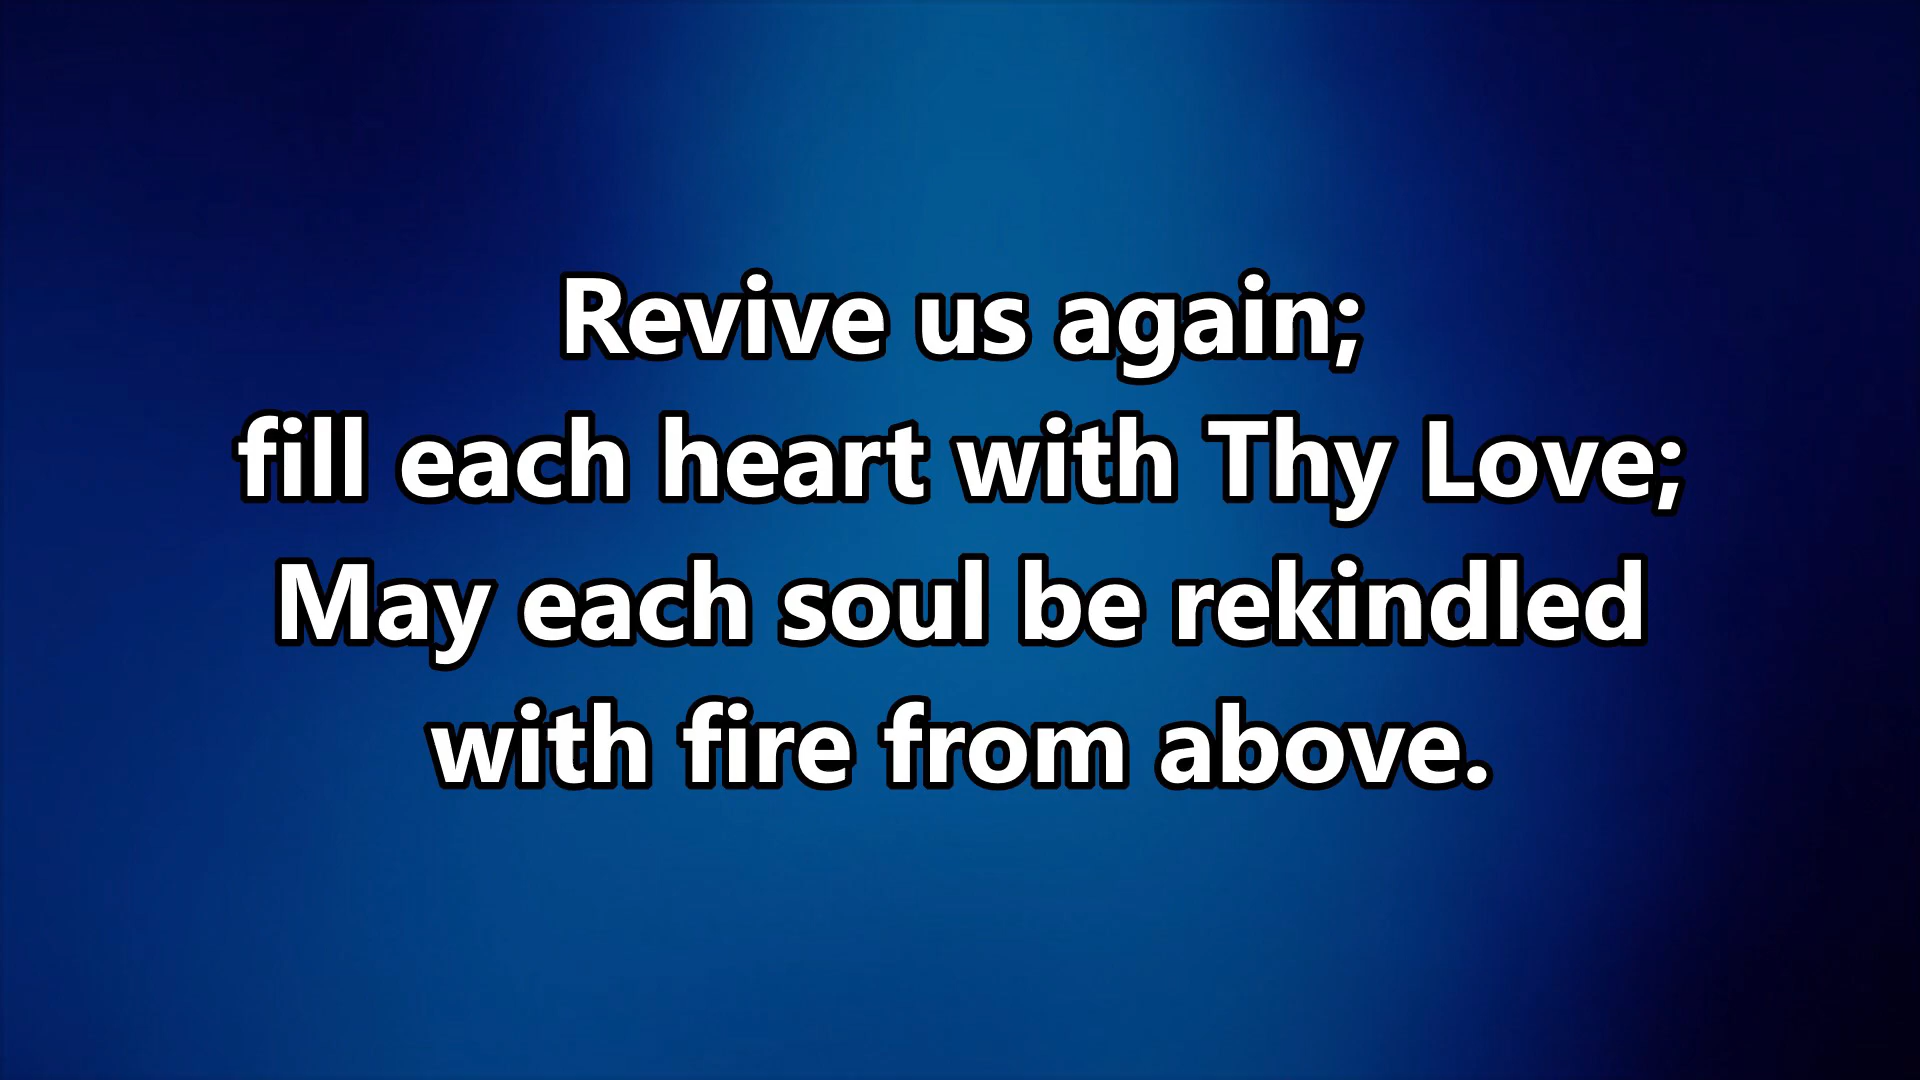 Revive us again;
fill each heart with Thy Love;
May each soul be rekindled
with fire from above.